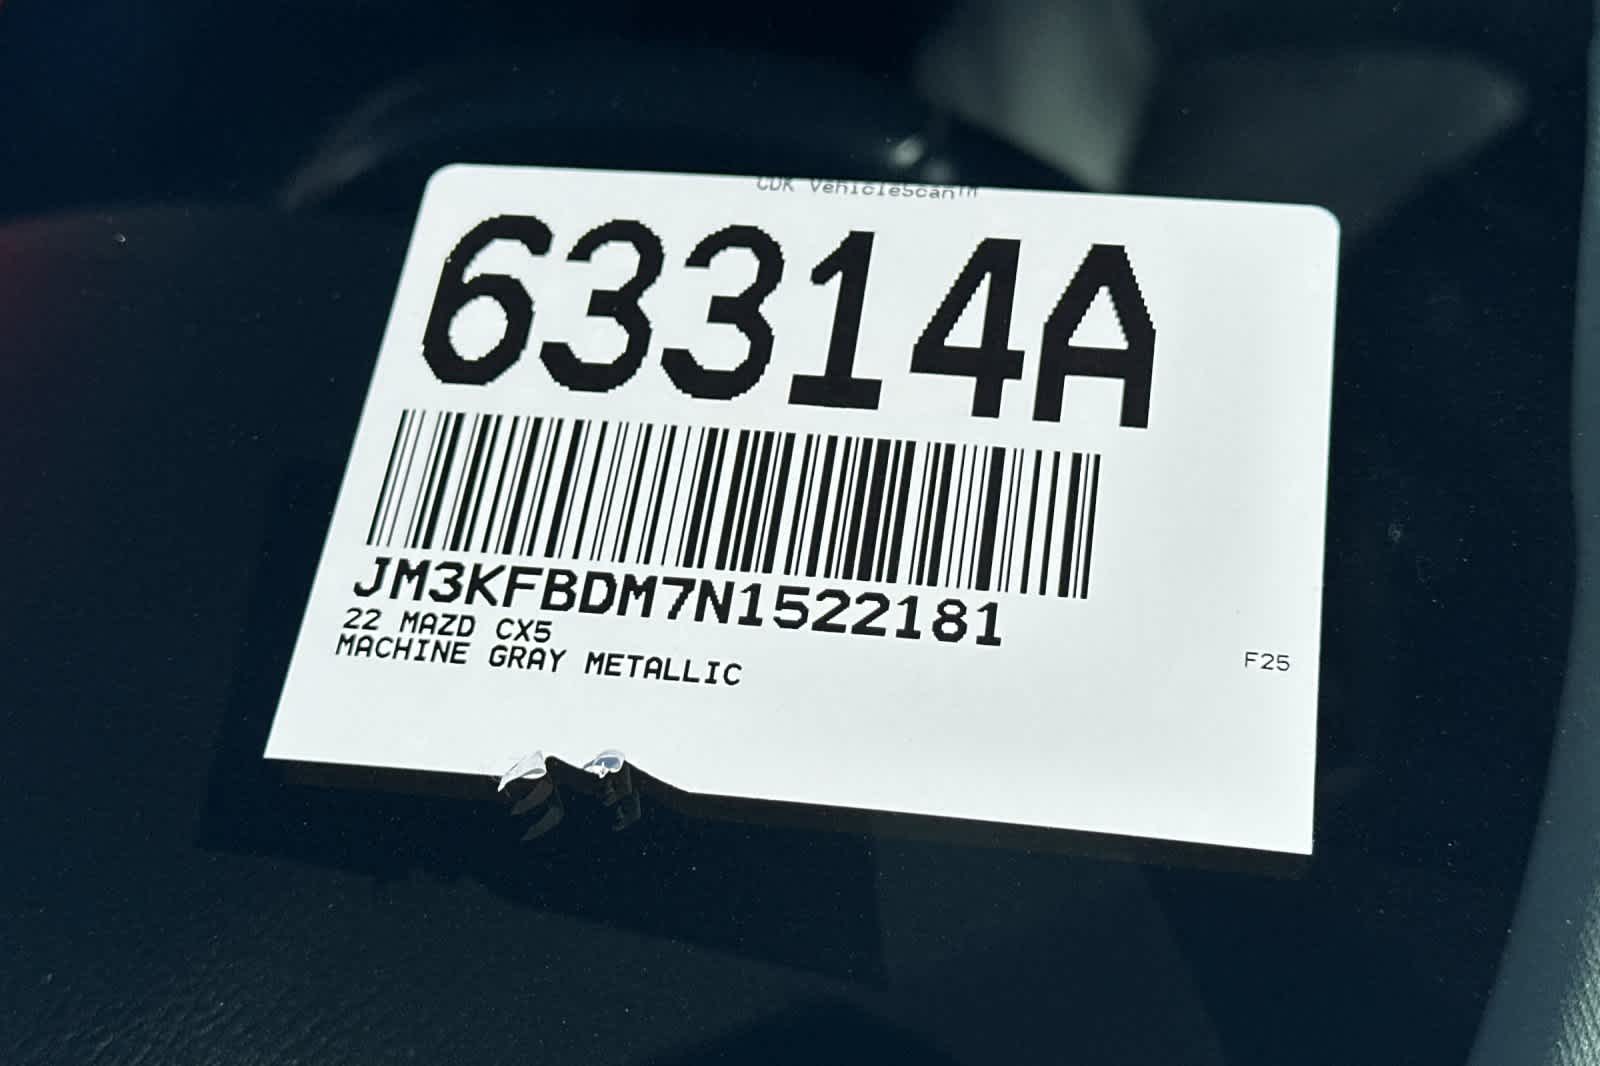 CDK VehicleScan™
63314A
JM3KFBDM7N1522181
22 MAZD CX5
MACHINE GRAY METALLIC
F25